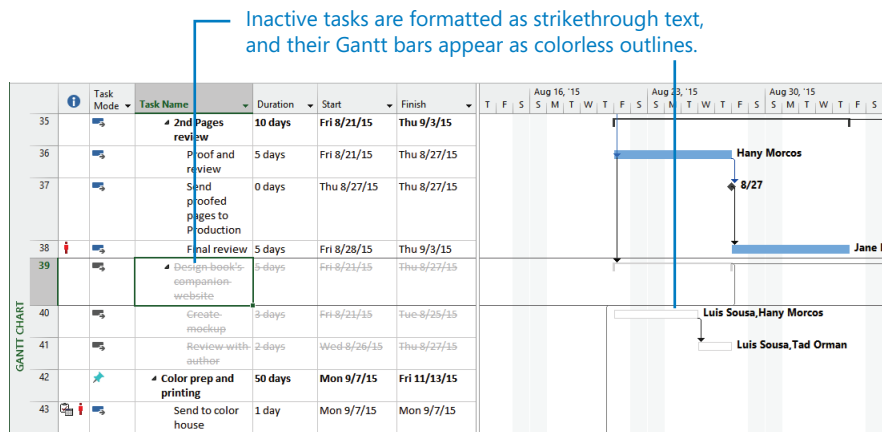 Inactive tasks are formatted as strikethrough text,
and their Gantt bars appear as colorless outlines.
Task
Mode Task Name Duration Start Finish
Aug 16, '15 Aug 23, '15 Aug 30, '15
T F S S M T W T F S S M T W T F S S M T W T F S
35 2nd Pages 10 days Fri 8/21/15 Thu 9/3/15
review
36 Proof and 5 days Fri 8/21/15 Thu 8/27/15 Hany Morcos
review
37 Send 0 days Thu 8/27/15 Thu 8/27/15 8/27
proofed
pages to
Production
38 Final review 5 days Fri 8/28/15 Thu 9/3/15 Jane
39 Design book's 5 days Fri 8/21/15 Thu 8/27/15
companion
website
40 Create 3 days Fri 8/21/15 Tue 8/25/15 Luis Sousa,Hany Morcos
mockup
41 Review with 2 days Wed 8/26/15 Thu 8/27/15 Luis Sousa,Tad Orman
author
42 Color prep and 50 days Mon 9/7/15 Fri 11/13/15
printing
43 Send to color 1 day Mon 9/7/15 Mon 9/7/15
house
GANTT CHART